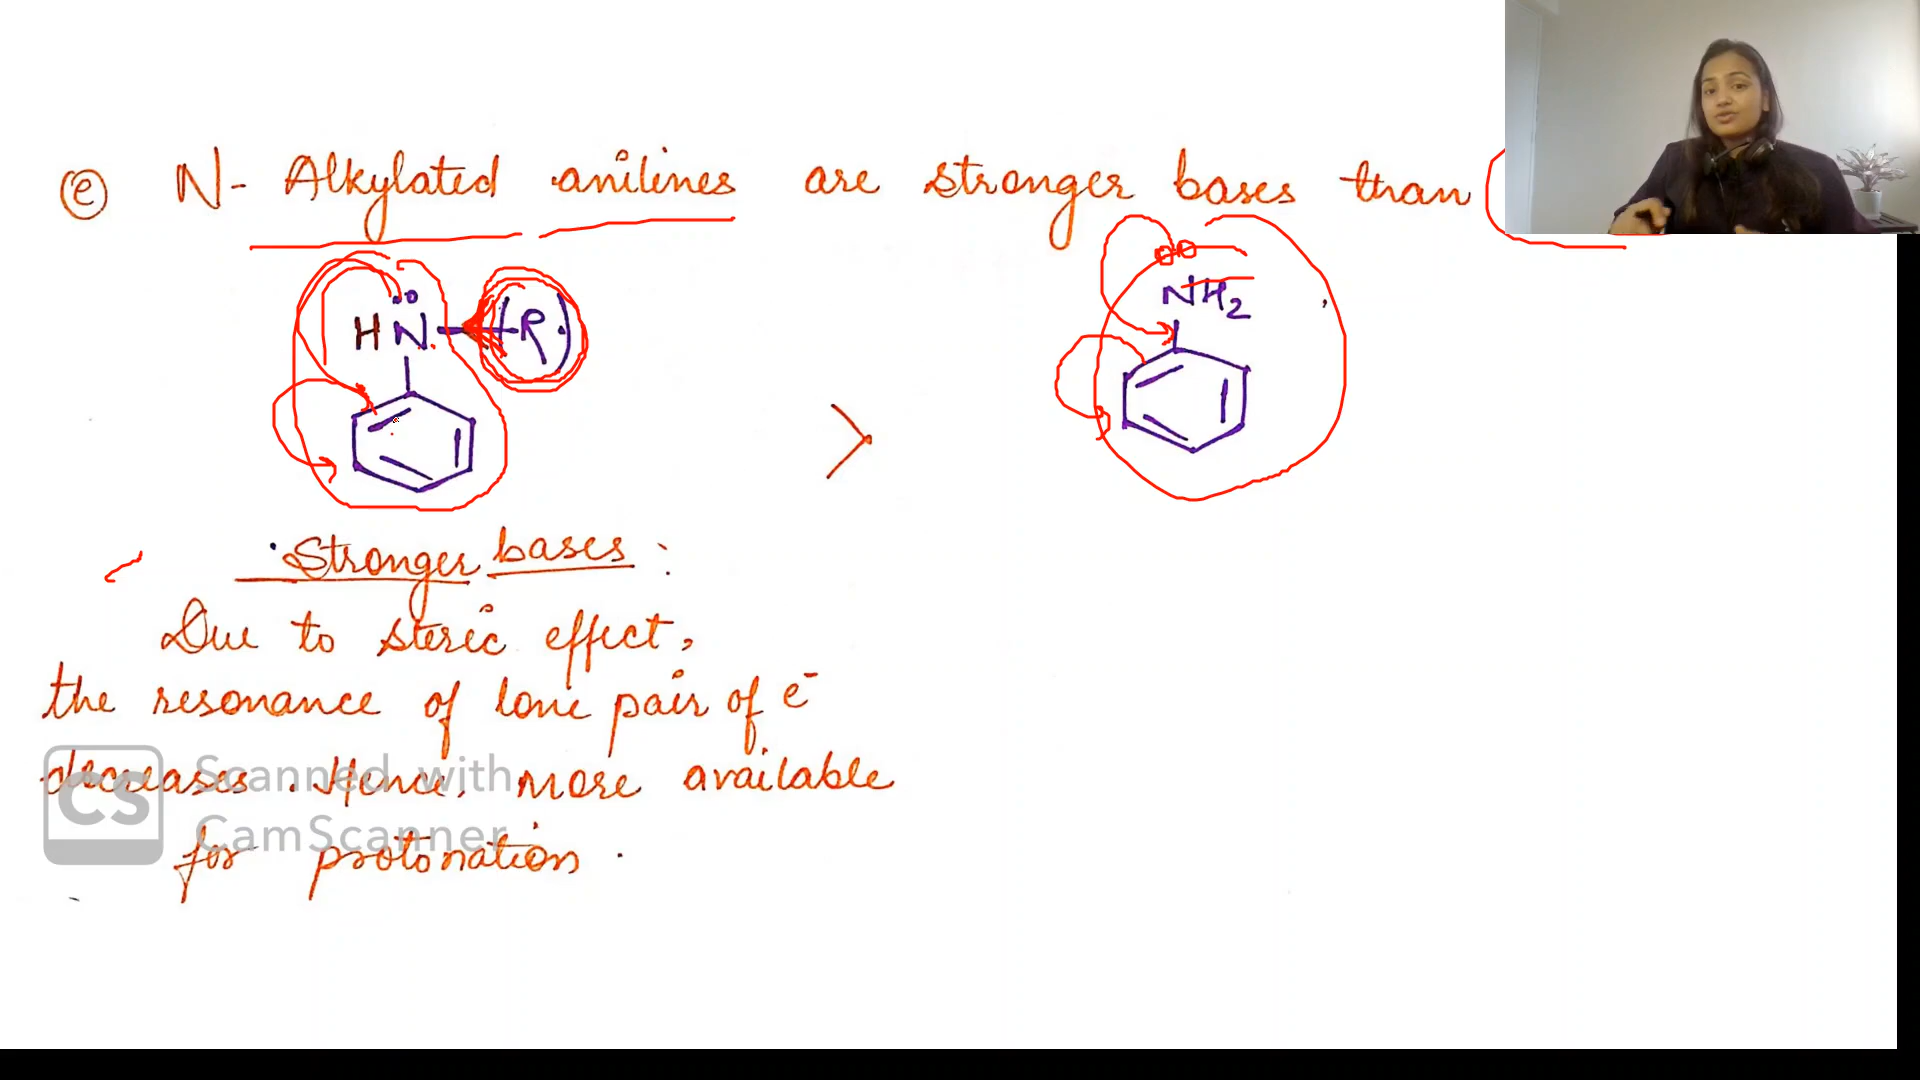 (e) N- Alkylated anilines are stronger bases than
HN̈ (R)
>
N̈H2
Stronger bases :
Due to steric effect,
the resonance of lone pair of e-
decreases. Hence, more available
for protonation.
CS Scanned with
CamScanner